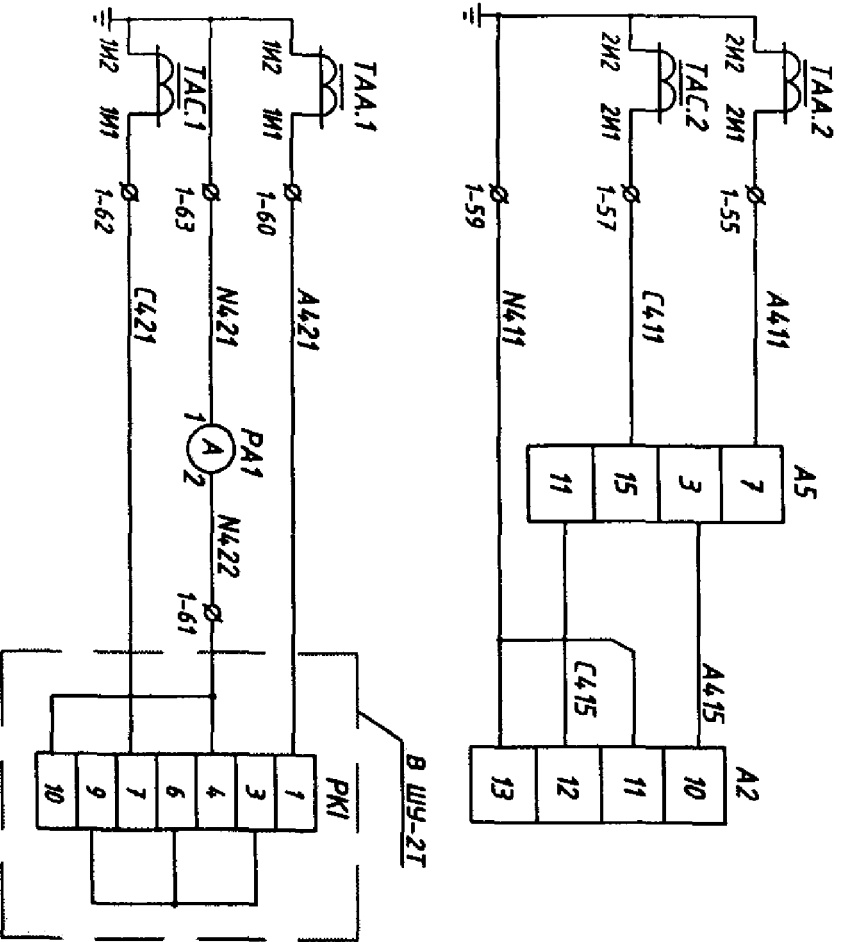 ТАА.2
2И2
2И1
1-55
А411
ТАС.2
2И2
2И1
1-57
С411
1-59
N411
А5
7
3
15
11
А415
С415
А2
10
11
12
13
ТАА.1
1И2
1И1
1-60
А421
1-63
N421
РА1
1
А
2
N422
1-61
ТАС.1
1И2
1И1
1-62
С421
В ШУ-2Т
РКІ
1
3
4
6
7
9
10